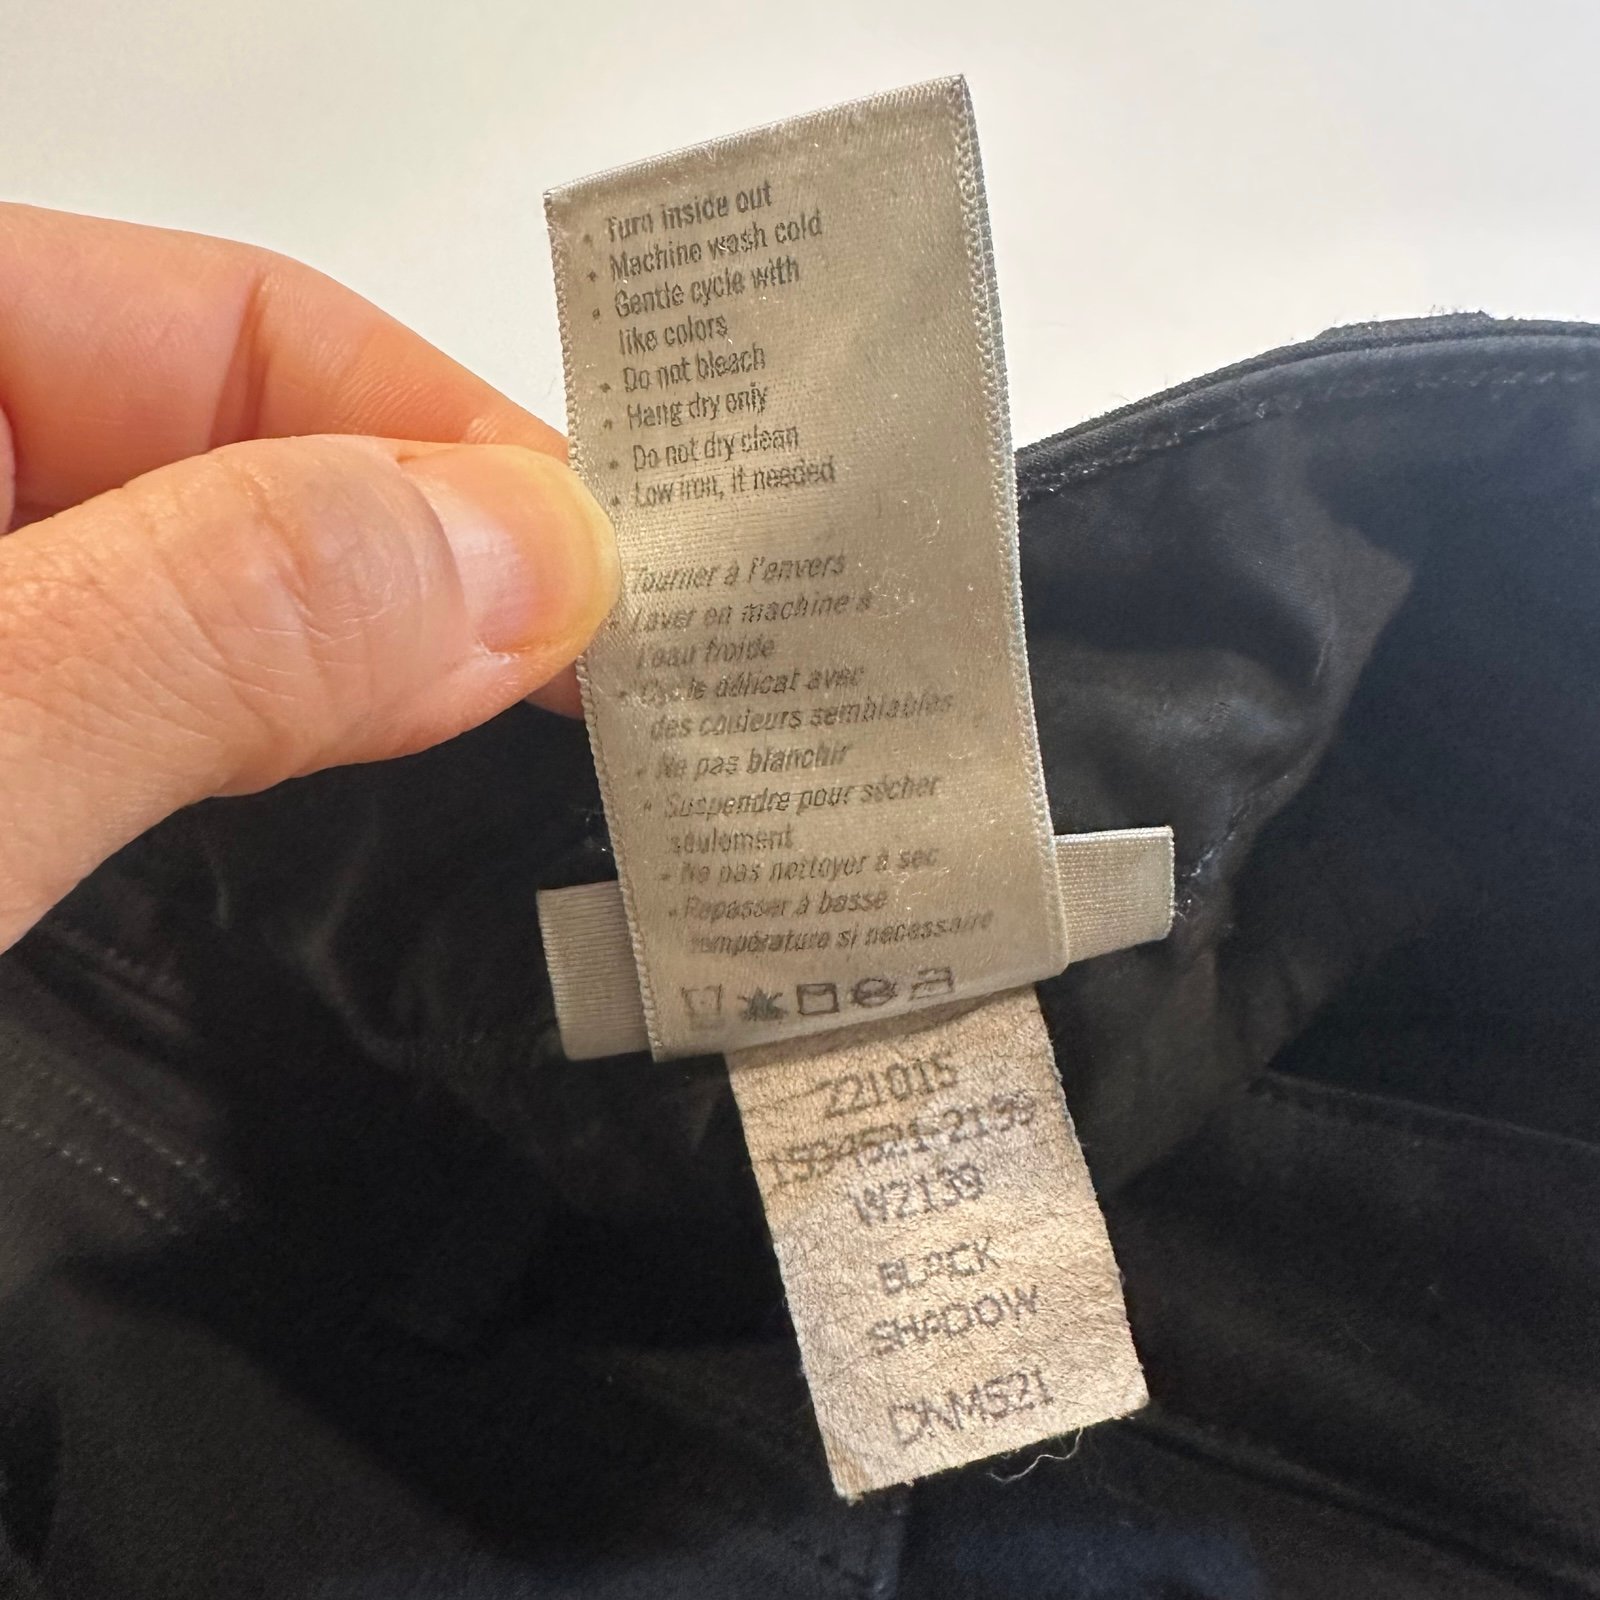 • Turn inside out
• Machine wash cold
• Gentle cycle with
like colors
• Do not bleach
• Hang dry only
• Do not dry clean
• Low iron, if needed
Tourner à l'envers
• Laver en machine à
l'eau froide
• Cycle délicat avec
des couleurs semblables
• Ne pas blanchir
• Suspendre pour sécher
seulement
• Ne pas nettoyer à sec
• Repasser à basse
température si nécessaire
221015
1534521-2139
W2139
BLACK
SHADOW
DNM521